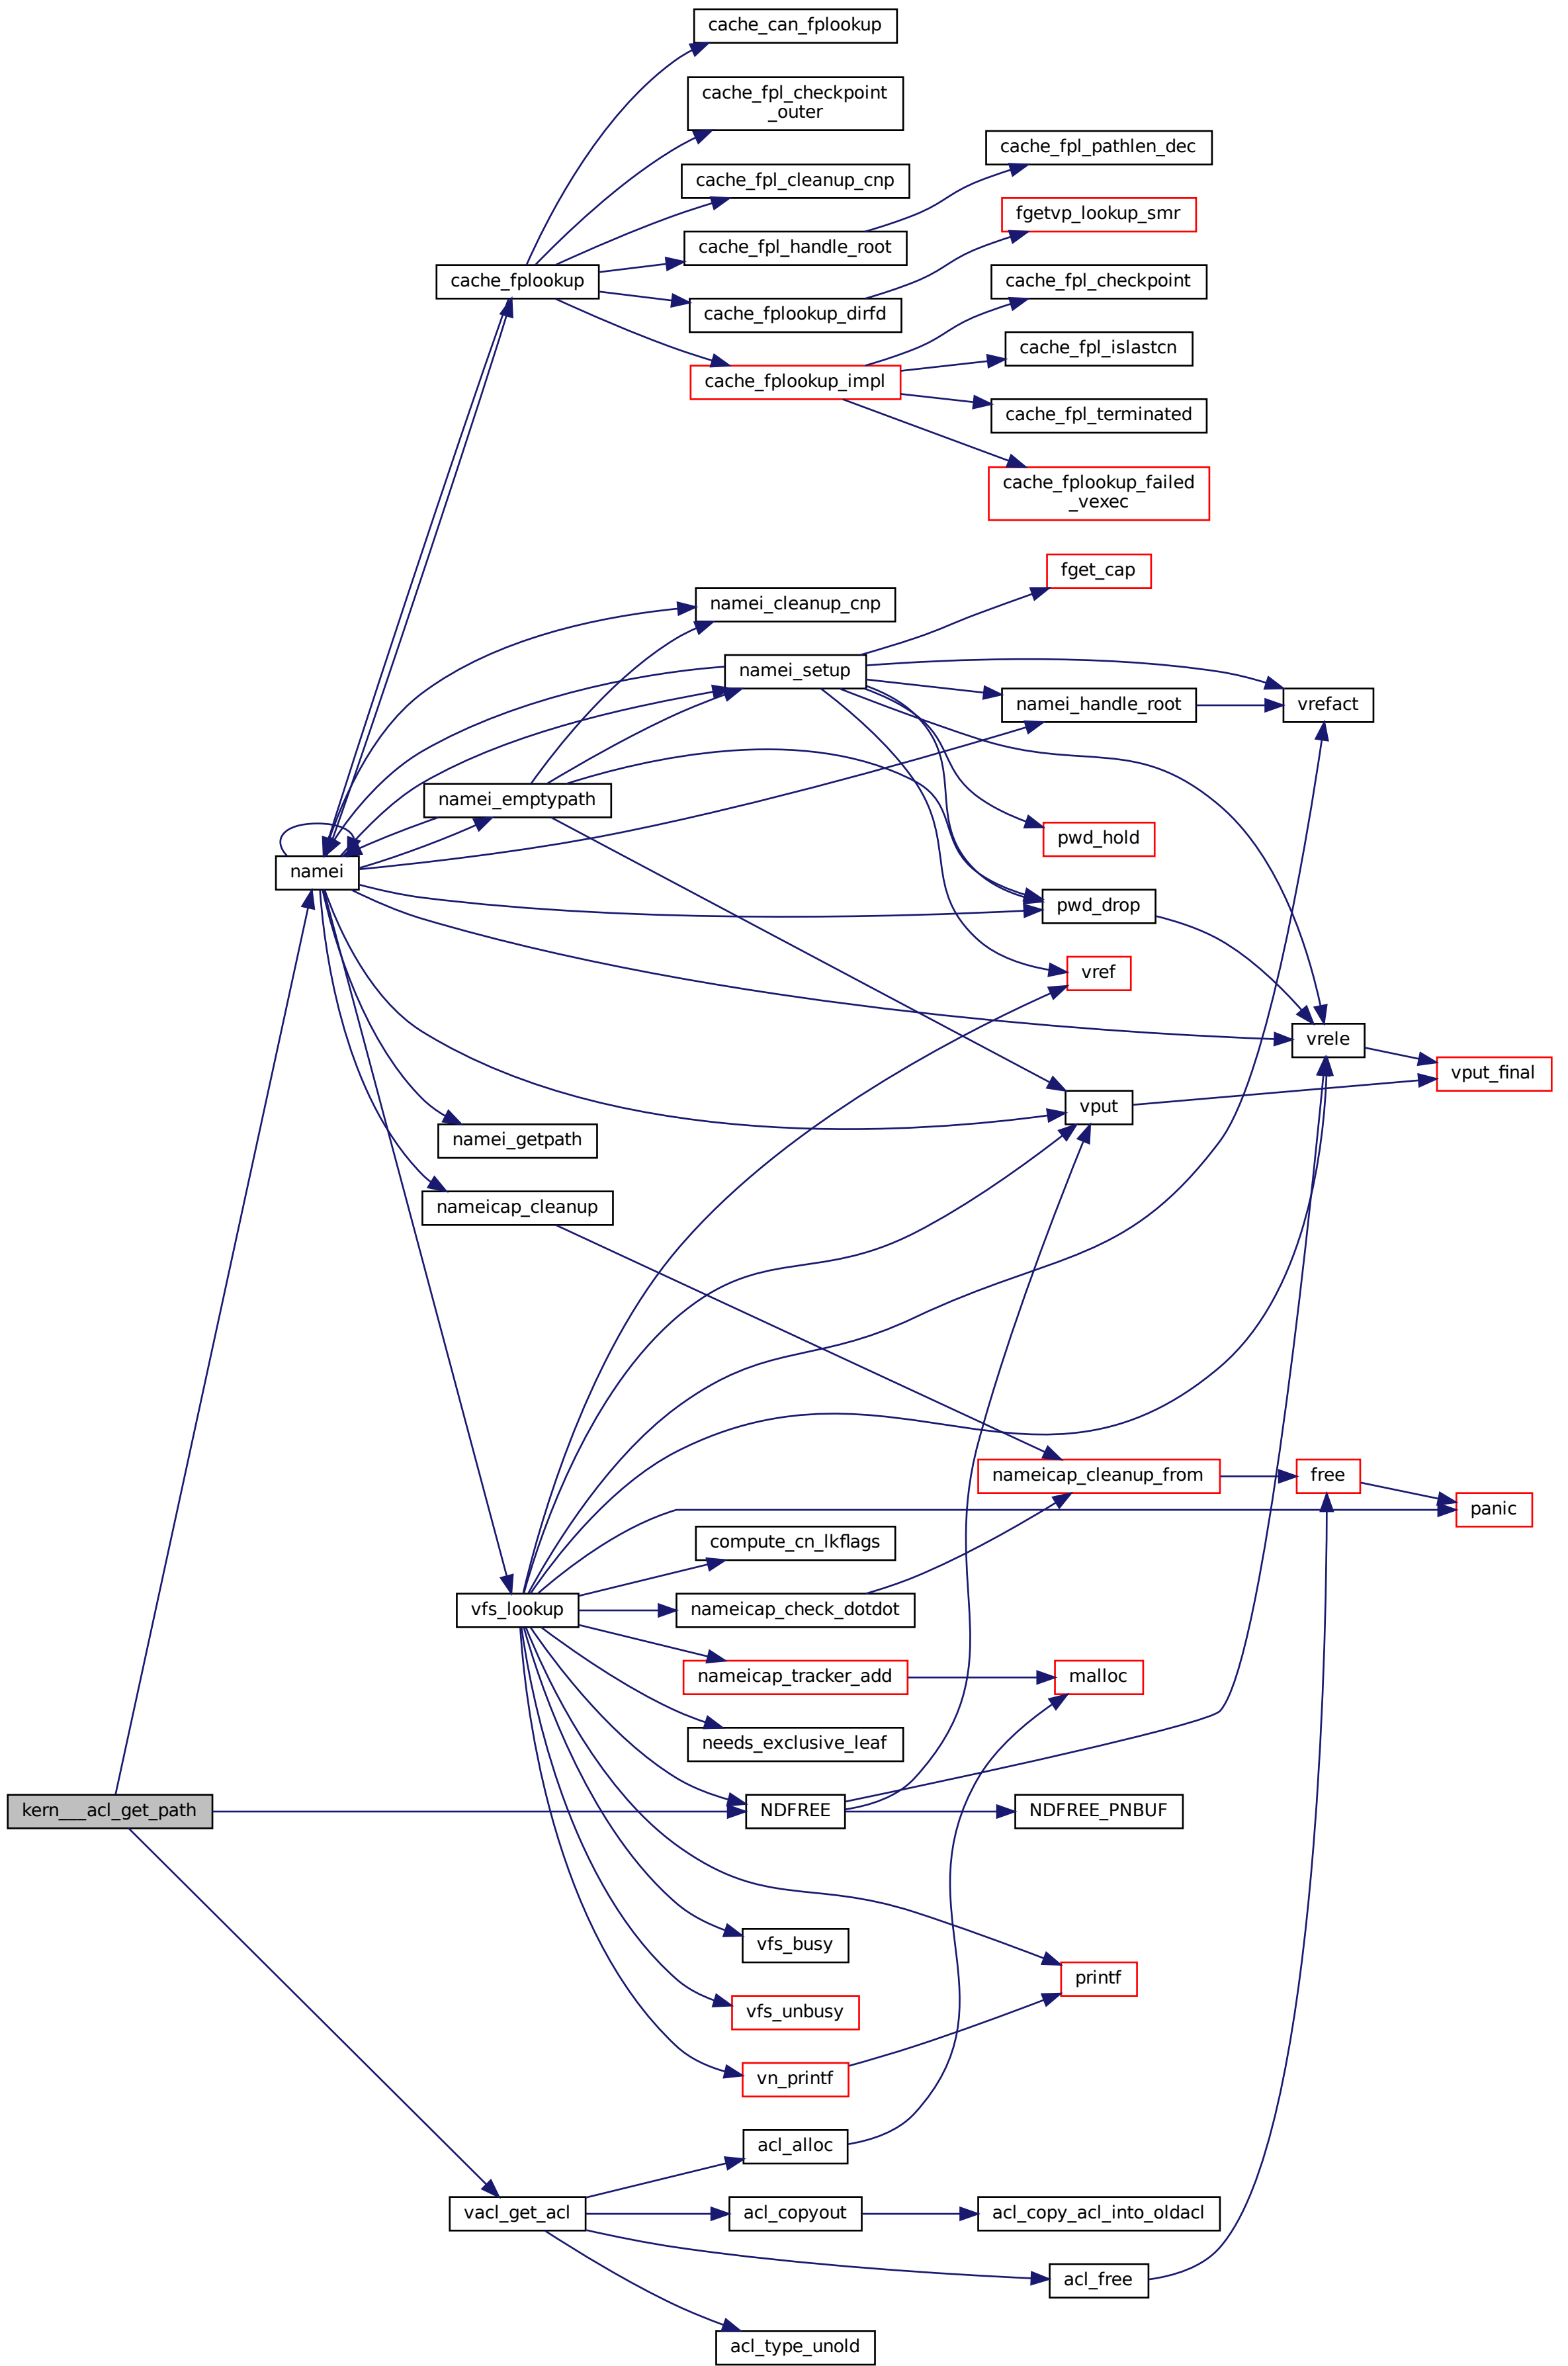 cache_can_fplookup
cache_fpl_checkpoint
_outer
cache_fpl_pathlen_dec
cache_fpl_cleanup_cnp
fgetvp_lookup_smr
cache_fpl_handle_root
cache_fplookup
cache_fpl_checkpoint
cache_fplookup_dirfd
cache_fpl_islastcn
cache_fplookup_impl
cache_fpl_terminated
cache_fplookup_failed
_vexec
fget_cap
namei_cleanup_cnp
namei_setup
namei_handle_root
vrefact
namei_emptypath
pwd_hold
namei
pwd_drop
vref
vrele
vput_final
vput
namei_getpath
nameicap_cleanup
nameicap_cleanup_from
free
panic
compute_cn_lkflags
vfs_lookup
nameicap_check_dotdot
nameicap_tracker_add
malloc
needs_exclusive_leaf
kern___acl_get_path
NDFREE
NDFREE_PNBUF
vfs_busy
printf
vfs_unbusy
vn_printf
acl_alloc
vacl_get_acl
acl_copyout
acl_copy_acl_into_oldacl
acl_free
acl_type_unold